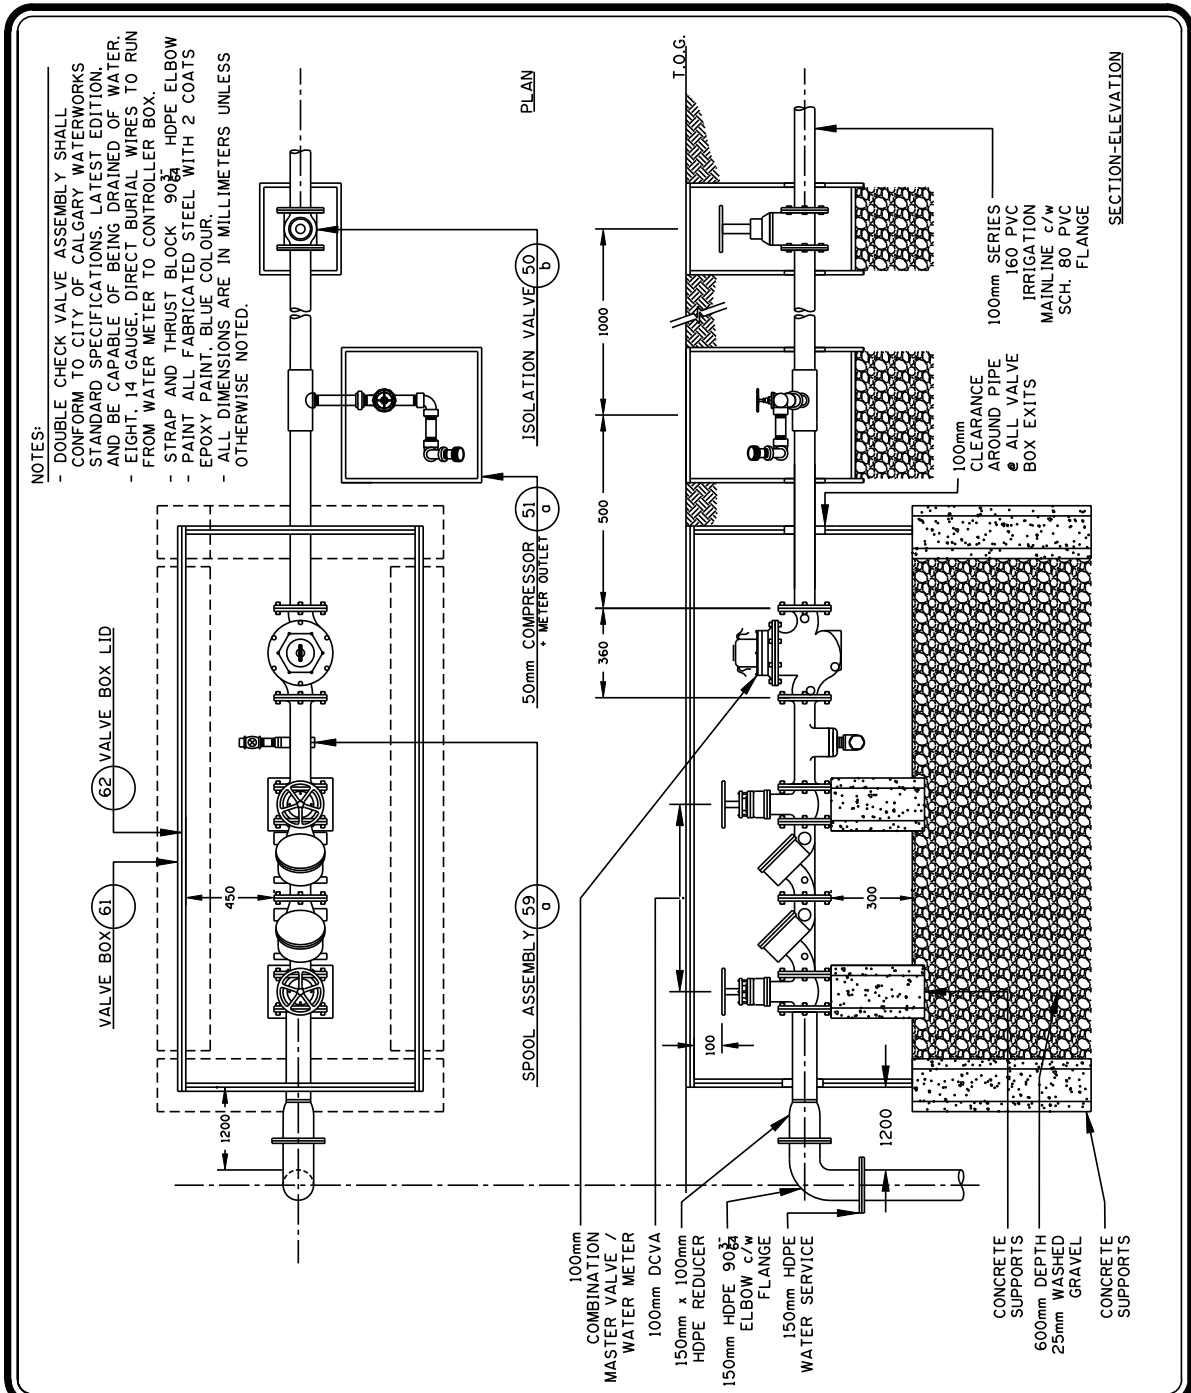 NOTES:
- DOUBLE CHECK VALVE ASSEMBLY SHALL
CONFORM TO CITY OF CALGARY WATERWORKS
STANDARD SPECIFICATIONS, LATEST EDITION,
AND BE CAPABLE OF BEING DRAINED OF WATER.
- EIGHT, 14 GAUGE, DIRECT BURIAL WIRES TO RUN
FROM WATER METER TO CONTROLLER BOX.
- STRAP AND THRUST BLOCK 90 3-64 HDPE ELBOW
- PAINT ALL FABRICATED STEEL WITH 2 COATS
EPOXY PAINT, BLUE COLOUR.
- ALL DIMENSIONS ARE IN MILLIMETERS UNLESS
OTHERWISE NOTED.
VALVE BOX 61
62 VALVE BOX LID
450
1200
SPOOL ASSEMBLY 59 a
50mm COMPRESSOR 51 a
+ METER OUTLET
ISOLATION VALVE 50 b
PLAN
T.O.G.
360
500
1000
100
300
1200
100mm
COMBINATION
MASTER VALVE /
WATER METER
100mm DCVA
150mm x 100mm
HDPE REDUCER
150mm HDPE 90 3-64
ELBOW c/w
FLANGE
150mm HDPE
WATER SERVICE
CONCRETE
SUPPORTS
600mm DEPTH
25mm WASHED
GRAVEL
CONCRETE
SUPPORTS
100mm
CLEARANCE
AROUND PIPE
@ ALL VALVE
BOX EXITS
100mm SERIES
160 PVC
IRRIGATION
MAINLINE c/w
SCH. 80 PVC
FLANGE
SECTION-ELEVATION